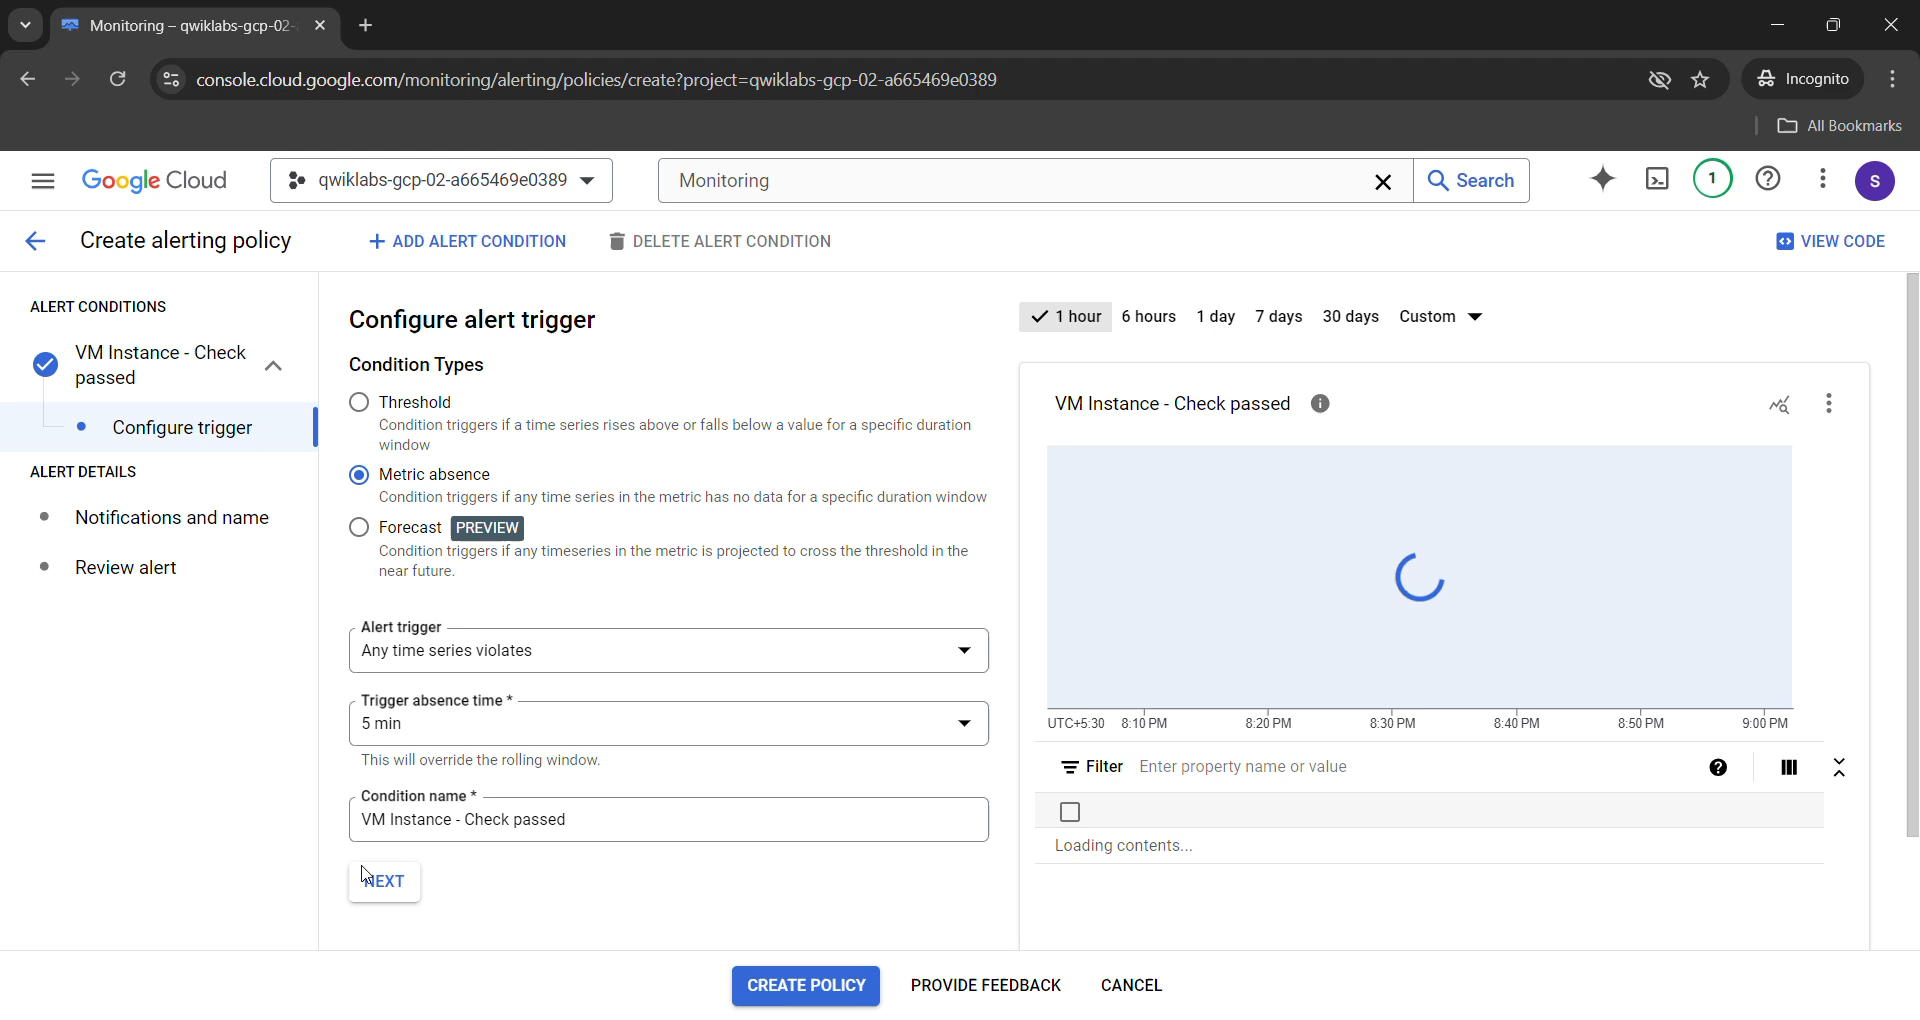 Monitoring – qwiklabs-gcp-02-
console.cloud.google.com/monitoring/alerting/policies/create?project=qwiklabs-gcp-02-a665469e0389
Incognito
All Bookmarks
Google Cloud
qwiklabs-gcp-02-a665469e0389
Monitoring
Search
1
S
Create alerting policy
ADD ALERT CONDITION
DELETE ALERT CONDITION
VIEW CODE
ALERT CONDITIONS
VM Instance - Check
passed
Configure trigger
ALERT DETAILS
Notifications and name
Review alert
Configure alert trigger
Condition Types
Threshold
Condition triggers if a time series rises above or falls below a value for a specific duration
window
Metric absence
Condition triggers if any time series in the metric has no data for a specific duration window
Forecast PREVIEW
Condition triggers if any timeseries in the metric is projected to cross the threshold in the
near future.
Alert trigger
Any time series violates
Trigger absence time *
5 min
This will override the rolling window.
Condition name *
VM Instance - Check passed
NEXT
1 hour 6 hours 1 day 7 days 30 days Custom
VM Instance - Check passed
UTC+5:30 8:10 PM 8:20 PM 8:30 PM 8:40 PM 8:50 PM 9:00 PM
Filter Enter property name or value
Loading contents...
CREATE POLICY PROVIDE FEEDBACK CANCEL